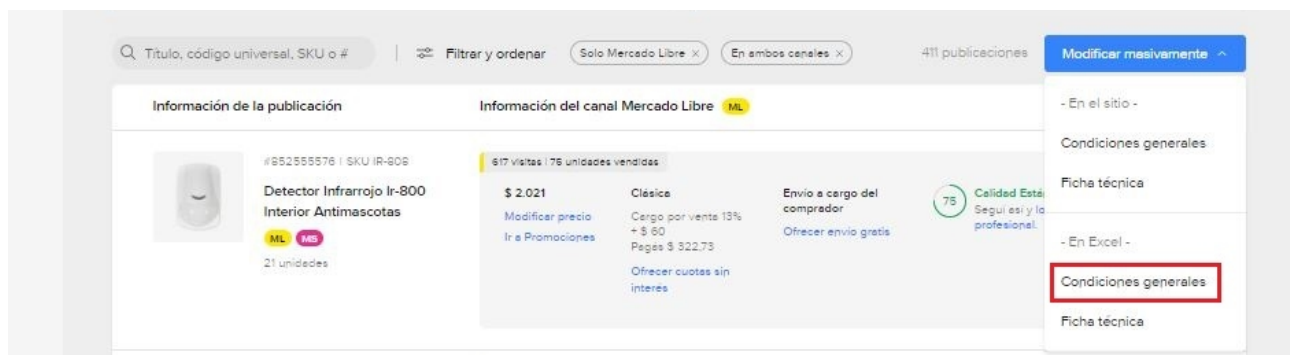 Título, código universal, SKU o #
Filtrar y ordenar
Solo Mercado Libre ×
En ambos canales ×
411 publicaciones
Modificar masivamente
Información de la publicación
Información del canal Mercado Libre ML
- En el sitio -
Condiciones generales
Ficha técnica
- En Excel -
Condiciones generales
Ficha técnica
#852555576 | SKU IR-808
Detector Infrarrojo Ir-800
Interior Antimascotas
ML MS
21 unidades
617 visitas | 75 unidades vendidas
$ 2.021
Modificar precio
Ir a Promociones
Clásica
Cargo por venta 13%
+ $ 60
Pagás $ 322,73
Ofrecer cuotas sin
interés
Envío a cargo del
comprador
Ofrecer envío gratis
75
Calidad Está
Seguí así y lo
profesional.